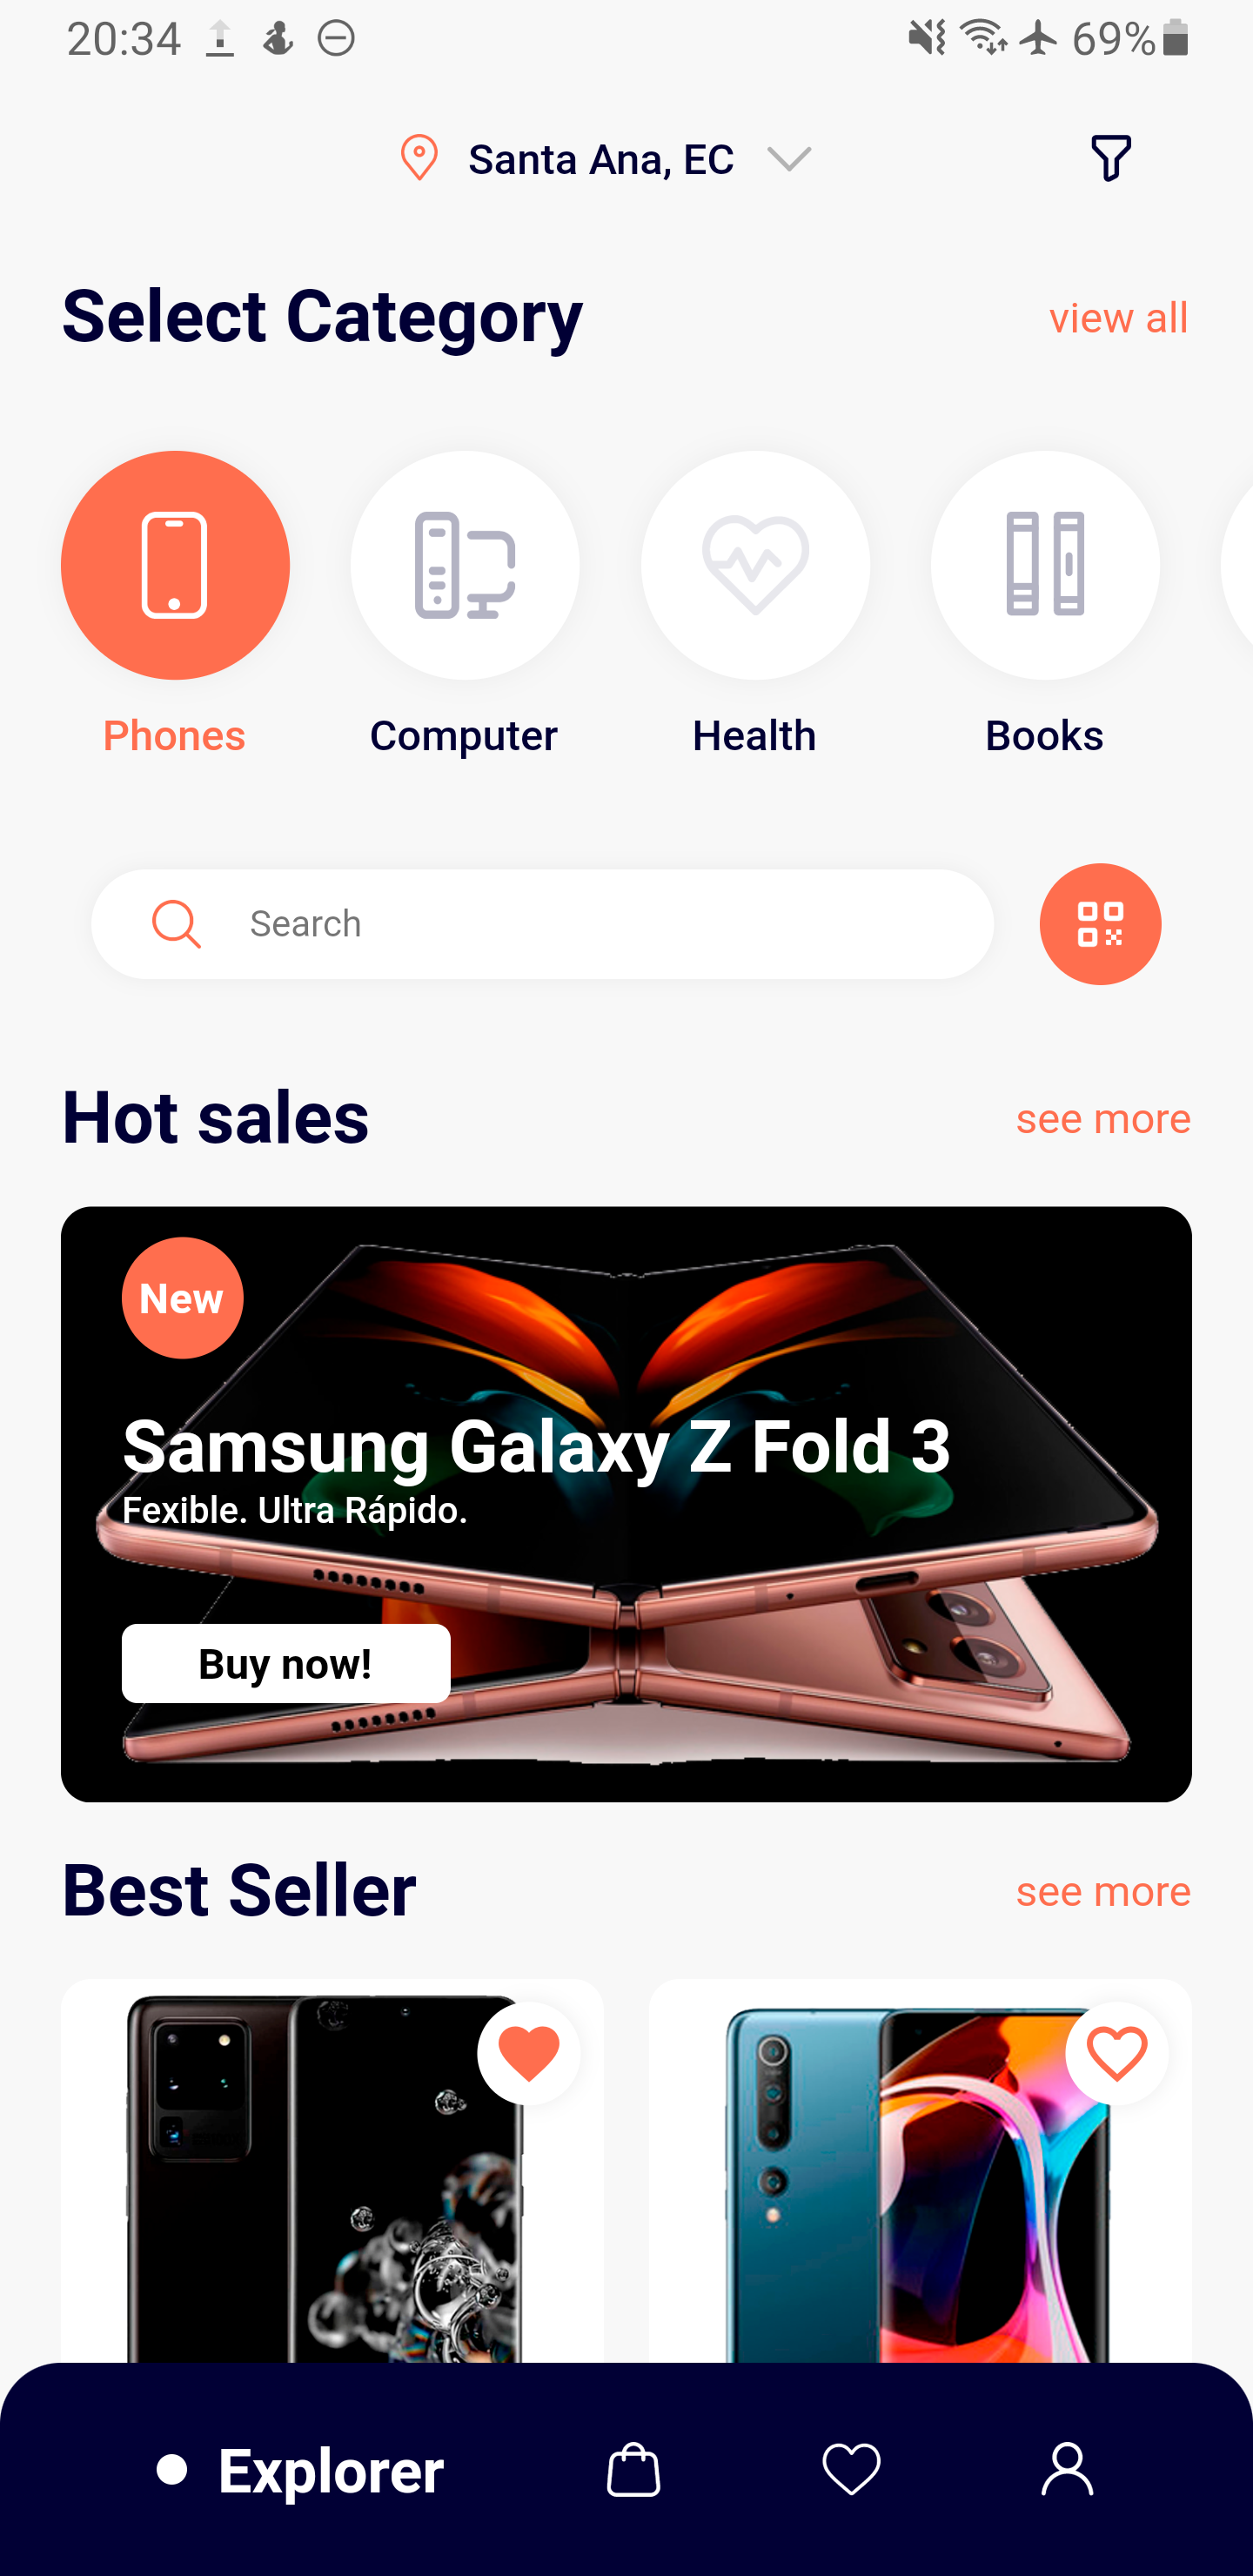 20:34
69%
Santa Ana, EC
Select Category
view all
Phones
Computer
Health
Books
Search
Hot sales
see more
New
Samsung Galaxy Z Fold 3
Fexible. Ultra Rápido.
Buy now!
Best Seller
see more
Explorer